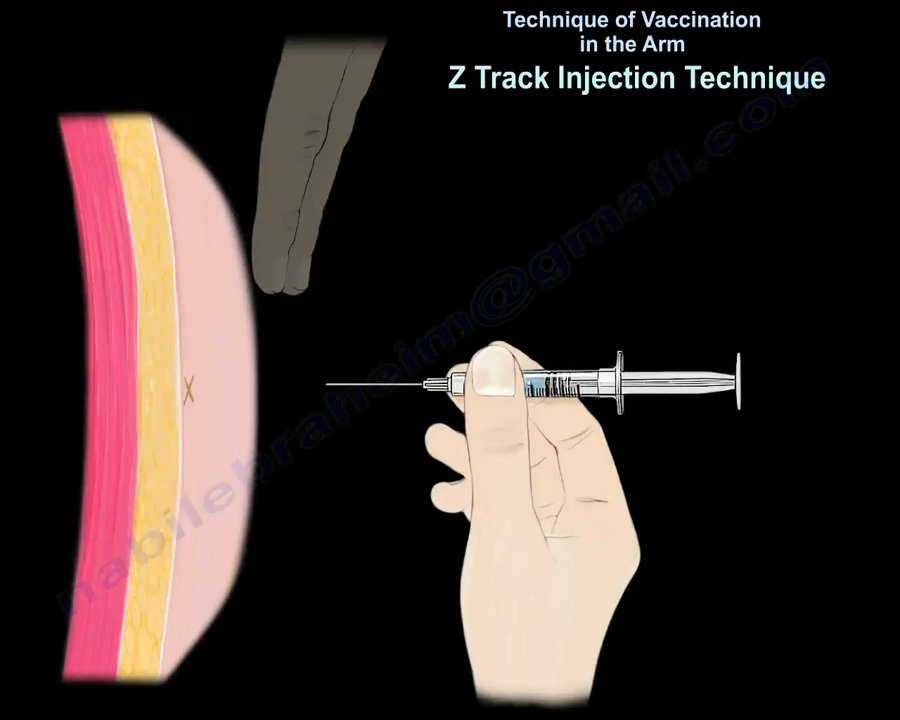 Technique of Vaccination
in the Arm
Z Track Injection Technique
nabilebraheim@gmail.com